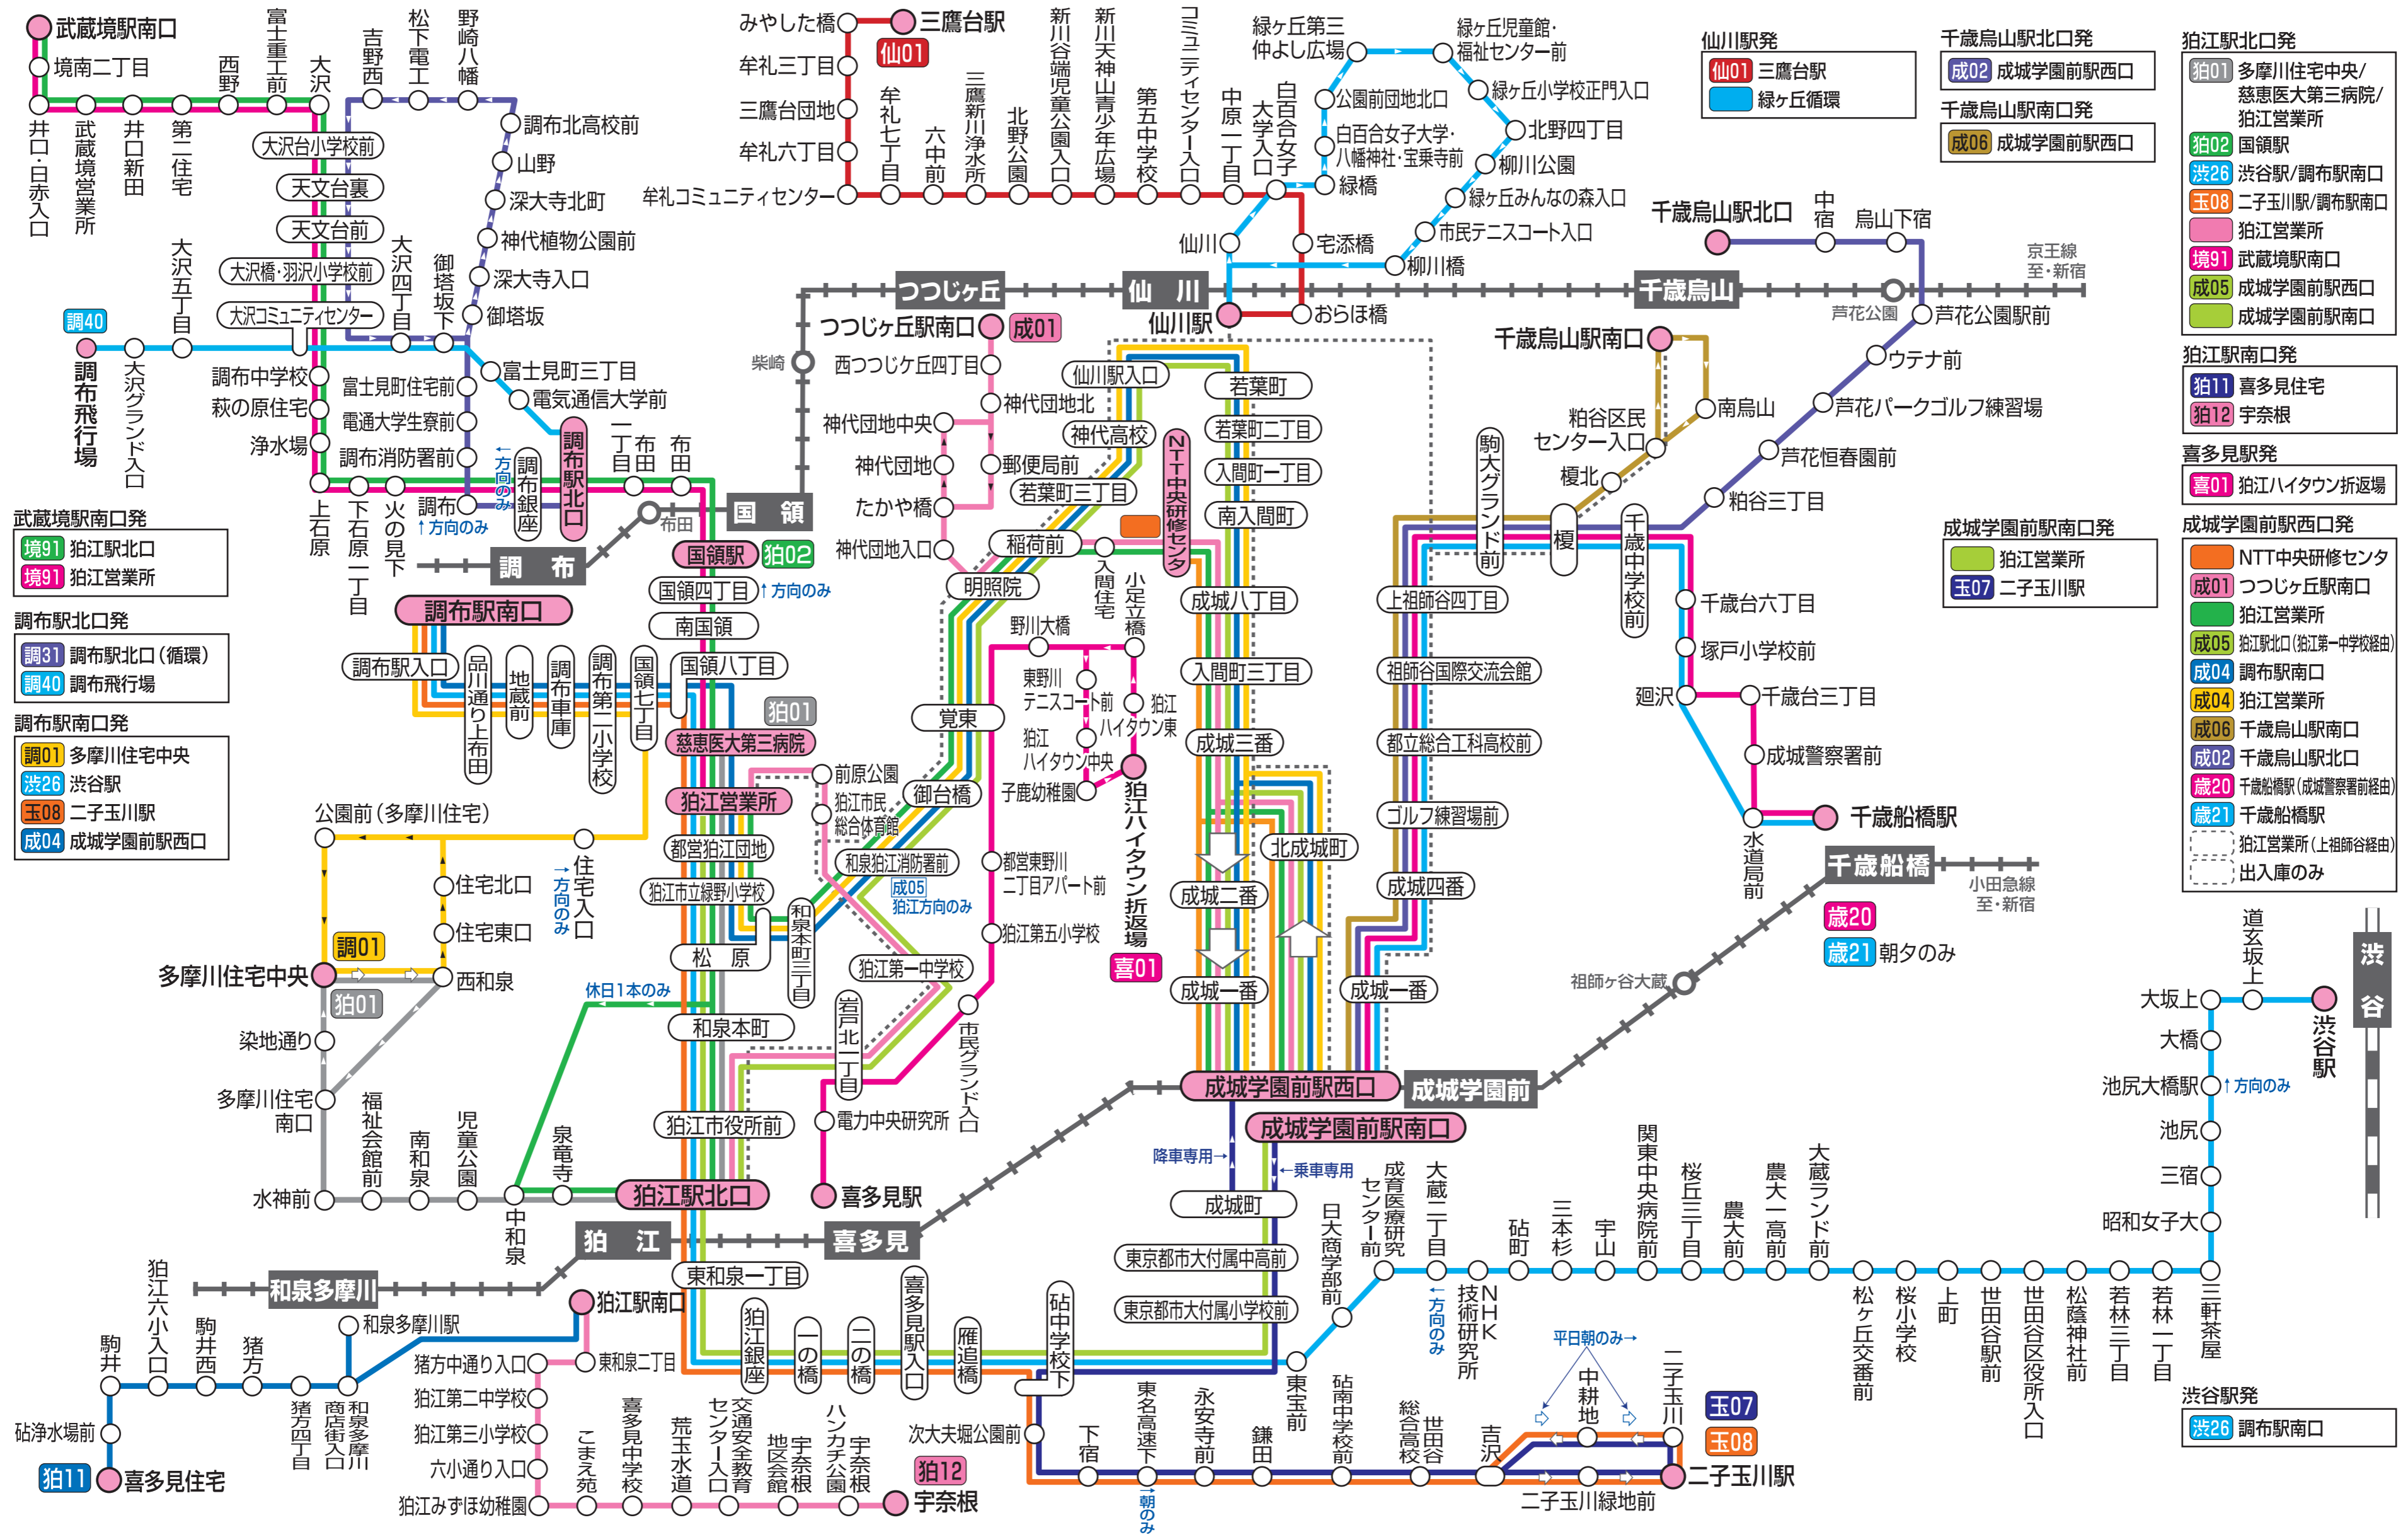 武蔵境駅南口
境南二丁目
井口・日赤入口
武蔵境営業所
井口新田
第二住宅
西野
富士重工前
大沢
大沢台小学校前
天文台裏
天文台前
大沢橋・羽沢小学校前
大沢コミュニティセンター
吉野西
松下電工
野崎八幡
調布北高校前
山野
深大寺北町
神代植物公園前
深大寺入口
御塔坂
大沢四丁目
御塔坂下
調40
調布飛行場
大沢グランド入口
大沢五丁目
調布中学校
萩の原住宅
浄水場
上石原
下石原一丁目
火の見下
富士見町住宅前
電通大学生寮前
調布消防署前
調布
↑方向のみ
富士見町三丁目
電気通信大学前
←方向のみ
調布銀座
調布駅北口
布田一丁目
布田
布田
調布
国領
柴崎
国領駅
狛02
国領四丁目
↑方向のみ
南国領
国領八丁目
調布駅南口
調布駅入口
品川通り上布田
地蔵前
調布車庫
調布第二小学校
国領七丁目
狛01
慈恵医大第三病院
狛江営業所
都営狛江団地
狛江市立緑野小学校
松原
和泉本町三丁目
休日1本のみ
和泉本町
狛江市役所前
狛江駅北口
公園前(多摩川住宅)
住宅入口
→方向のみ
住宅北口
住宅東口
調01
多摩川住宅中央
西和泉
狛01
染地通り
多摩川住宅南口
水神前
福祉会館前
南和泉
児童公園
中和泉
泉竜寺
狛江
喜多見
和泉多摩川
東和泉一丁目
狛江駅南口
東和泉二丁目
和泉多摩川駅
和泉多摩川商店街入口
猪方四丁目
猪方
駒井西
狛江六小入口
駒井
砧浄水場前
狛11
喜多見住宅
猪方中通り入口
狛江第二中学校
狛江第三小学校
六小通り入口
狛江みずほ幼稚園
こまえ苑
喜多見中学校
荒玉水道
交通安全教育センター入口
宇奈根地区会館
宇奈根ハンカチ公園
狛12
宇奈根
三鷹台駅
仙01
みやした橋
牟礼三丁目
三鷹台団地
牟礼六丁目
牟礼コミュニティセンター
牟礼七丁目
六中前
三鷹新川浄水所
北野公園
新川谷端児童公園入口
新川天神山青少年広場
第五中学校
コミュニティセンター入口
中原一丁目
白百合女子大学入口
緑ヶ丘第三仲よし広場
緑ヶ丘児童館・福祉センター前
公園前団地北口
白百合女子大学・八幡神社・宝乗寺前
緑橋
緑ヶ丘小学校正門入口
北野四丁目
柳川公園
緑ヶ丘みんなの森入口
市民テニスコート入口
柳川橋
仙川
宅添橋
おらほ橋
仙川駅
つつじヶ丘
仙川
千歳烏山
芦花公園
京王線
至・新宿
つつじヶ丘駅南口
成01
西つつじケ丘四丁目
神代団地北
神代団地中央
神代団地
郵便局前
たかや橋
神代団地入口
仙川駅入口
神代高校
若葉町三丁目
稲荷前
明照院
入間住宅
若葉町
若葉町二丁目
入間町一丁目
南入間町
NTT中央研修センタ
成城八丁目
入間町三丁目
成城三番
成城二番
成城一番
北成城町
覚東
御台橋
和泉狛江消防署前
成05
狛江方向のみ
前原公園
狛江市民総合体育館
狛江第一中学校
岩戸北一丁目
野川大橋
小足立橋
東野川テニスコート前
狛江ハイタウン東
狛江ハイタウン中央
子鹿幼稚園
狛江ハイタウン折返場
喜01
都営東野川二丁目アパート前
狛江第五小学校
市民グランド入口
電力中央研究所
喜多見駅
千歳烏山駅北口
中宿
烏山下宿
芦花公園駅前
ウテナ前
芦花パークゴルフ練習場
芦花恒春園前
粕谷三丁目
千歳烏山駅南口
南烏山
粕谷区民センター入口
榎北
駒大グランド前
榎
千歳中学校前
上祖師谷四丁目
祖師谷国際交流会館
都立総合工科高校前
ゴルフ練習場前
成城四番
成城一番
千歳台六丁目
塚戸小学校前
廻沢
千歳台三丁目
成城警察署前
水道局前
千歳船橋駅
千歳船橋
小田急線
至・新宿
歳20
歳21 朝夕のみ
祖師ヶ谷大蔵
成城学園前駅西口
成城学園前
成城学園前駅南口
降車専用→
←乗車専用
成城町
東京都市大付属中高前
東京都市大付属小学校前
狛江銀座
一の橋
二の橋
喜多見駅入口
雁追橋
砧中学校下
次大夫堀公園前
下宿
東名高速下
→朝のみ
永安寺前
鎌田
砧南中学校前
世田谷総合高校
吉沢
中耕地
平日朝のみ→
二子玉川
二子玉川緑地前
二子玉川駅
玉07
玉08
東宝前
日大商学部前
成育医療研究センター前
大蔵二丁目
←方向のみ
NHK技術研究所
砧町
三本杉
宇山
関東中央病院前
桜丘三丁目
農大前
農大一高前
大蔵ランド前
松ヶ丘交番前
桜小学校
上町
世田谷駅前
世田谷区役所入口
松蔭神社前
若林三丁目
若林一丁目
三軒茶屋
昭和女子大
三宿
池尻
池尻大橋駅
↑方向のみ
大橋
大坂上
道玄坂上
渋谷駅
渋谷
武蔵境駅南口発
境91 狛江駅北口
境91 狛江営業所
調布駅北口発
調31 調布駅北口(循環)
調40 調布飛行場
調布駅南口発
調01 多摩川住宅中央
渋26 渋谷駅
玉08 二子玉川駅
成04 成城学園前駅西口
仙川駅発
仙01 三鷹台駅
緑ヶ丘循環
千歳烏山駅北口発
成02 成城学園前駅西口
千歳烏山駅南口発
成06 成城学園前駅西口
狛江駅北口発
狛01 多摩川住宅中央/
慈恵医大第三病院/
狛江営業所
狛02 国領駅
渋26 渋谷駅/調布駅南口
玉08 二子玉川駅/調布駅南口
狛江営業所
境91 武蔵境駅南口
成05 成城学園前駅西口
成城学園前駅南口
狛江駅南口発
狛11 喜多見住宅
狛12 宇奈根
喜多見駅発
喜01 狛江ハイタウン折返場
成城学園前駅南口発
狛江営業所
玉07 二子玉川駅
成城学園前駅西口発
NTT中央研修センタ
成01 つつじヶ丘駅南口
狛江営業所
成05 狛江駅北口(狛江第一中学校経由)
成04 調布駅南口
成04 狛江営業所
成06 千歳烏山駅南口
成02 千歳烏山駅北口
歳20 千歳船橋駅(成城警察署前経由)
歳21 千歳船橋駅
狛江営業所(上祖師谷経由)
出入庫のみ
渋谷駅発
渋26 調布駅南口